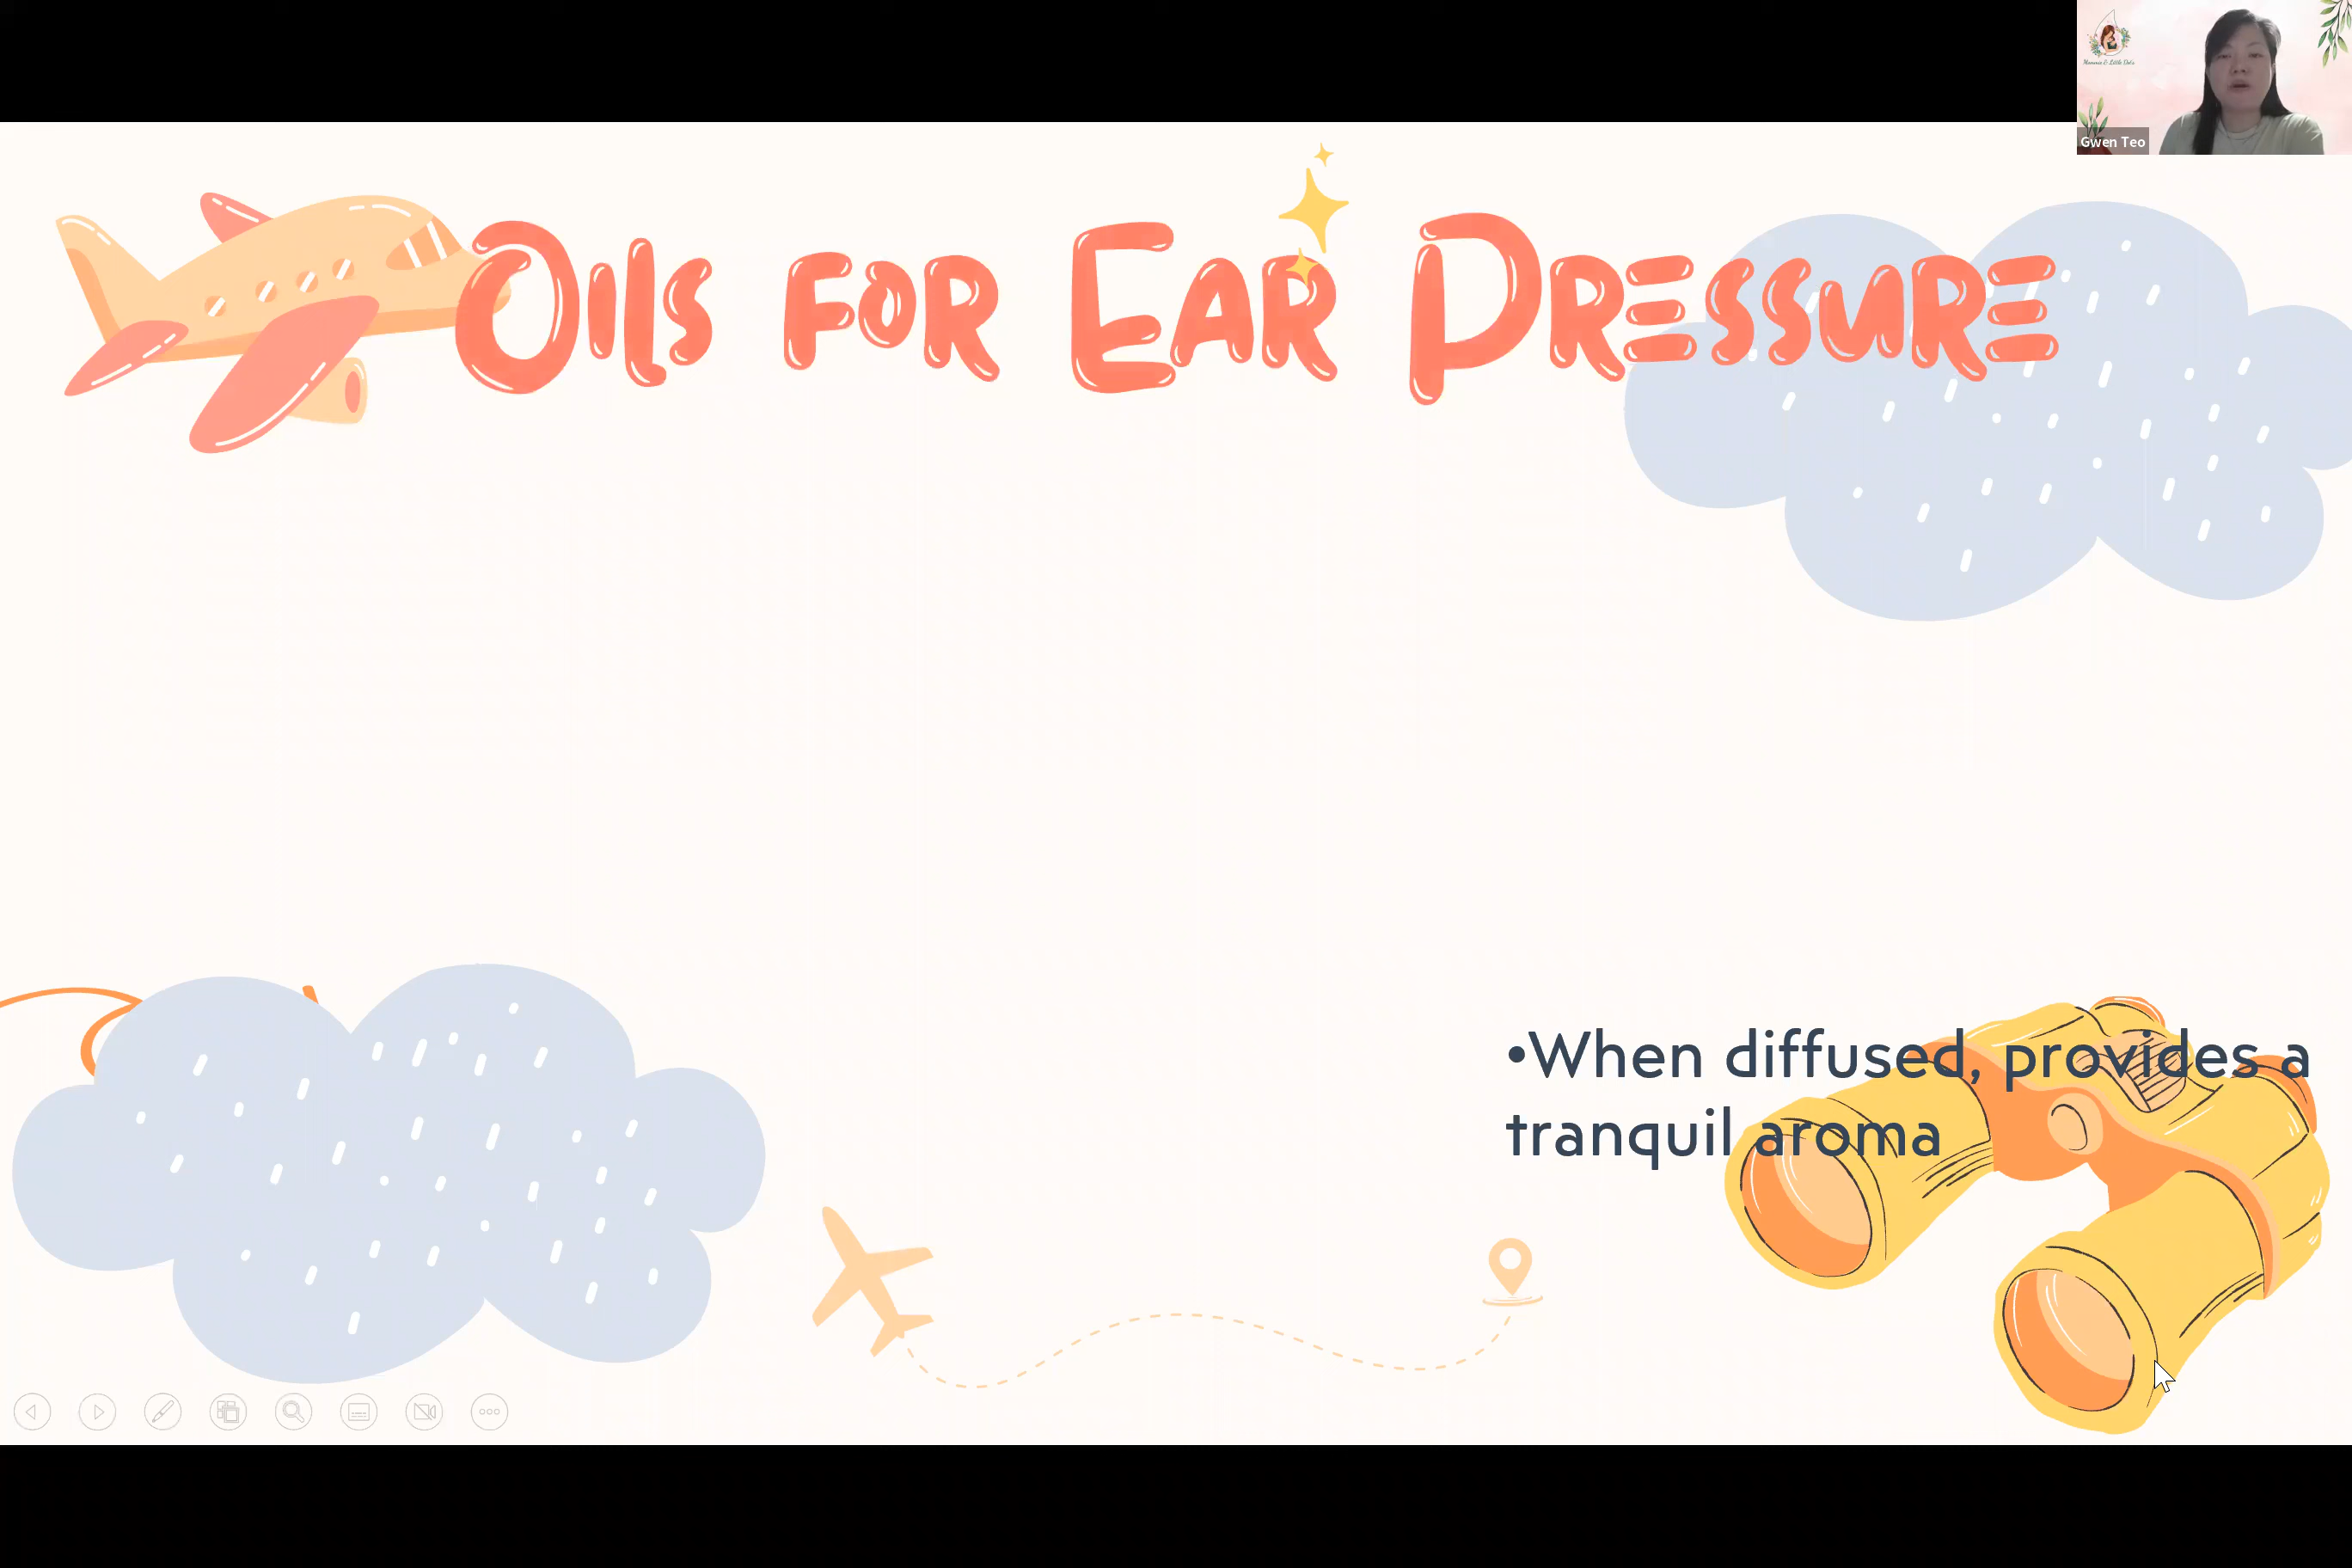 Gwen Teo
Oils for Ear Pressure
•When diffused, provides a
tranquil aroma